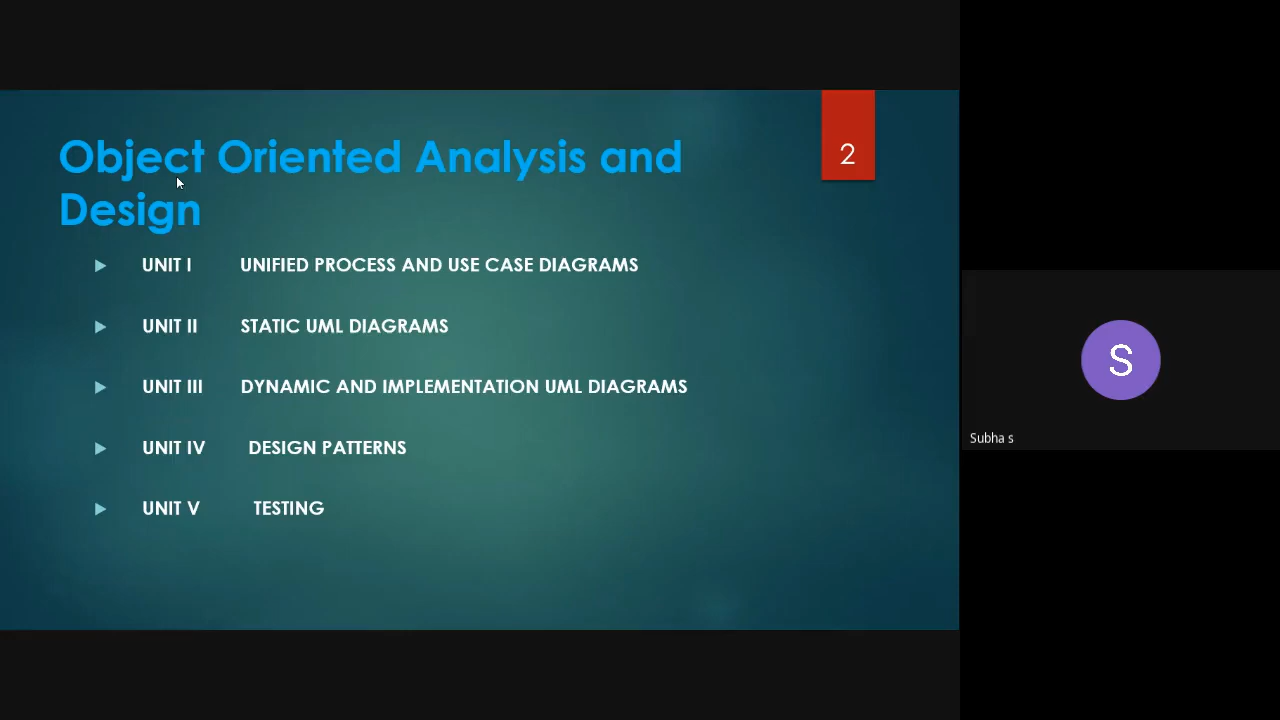 Object Oriented Analysis and
Design
2
UNIT I UNIFIED PROCESS AND USE CASE DIAGRAMS
UNIT II STATIC UML DIAGRAMS
UNIT III DYNAMIC AND IMPLEMENTATION UML DIAGRAMS
UNIT IV DESIGN PATTERNS
UNIT V TESTING
S
Subha s